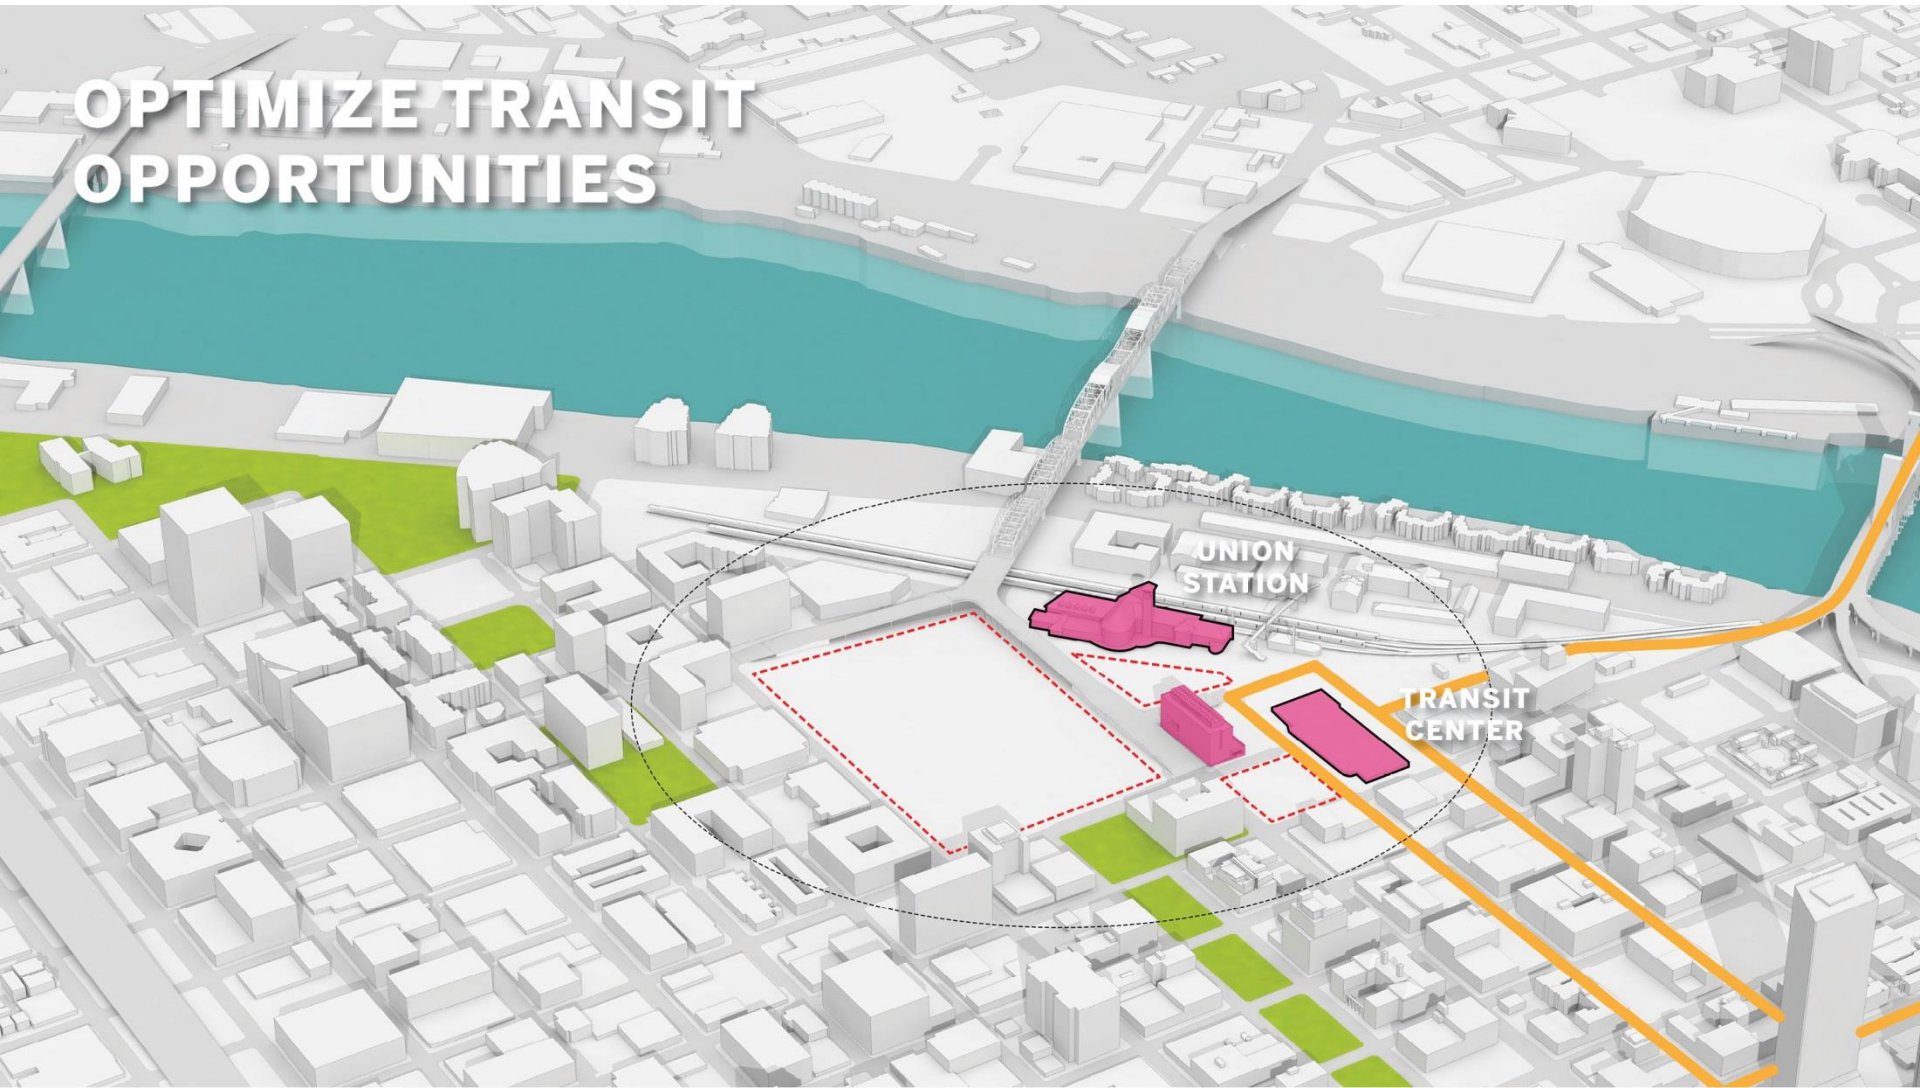 OPTIMIZE TRANSIT
OPPORTUNITIES
UNION
STATION
TRANSIT
CENTER